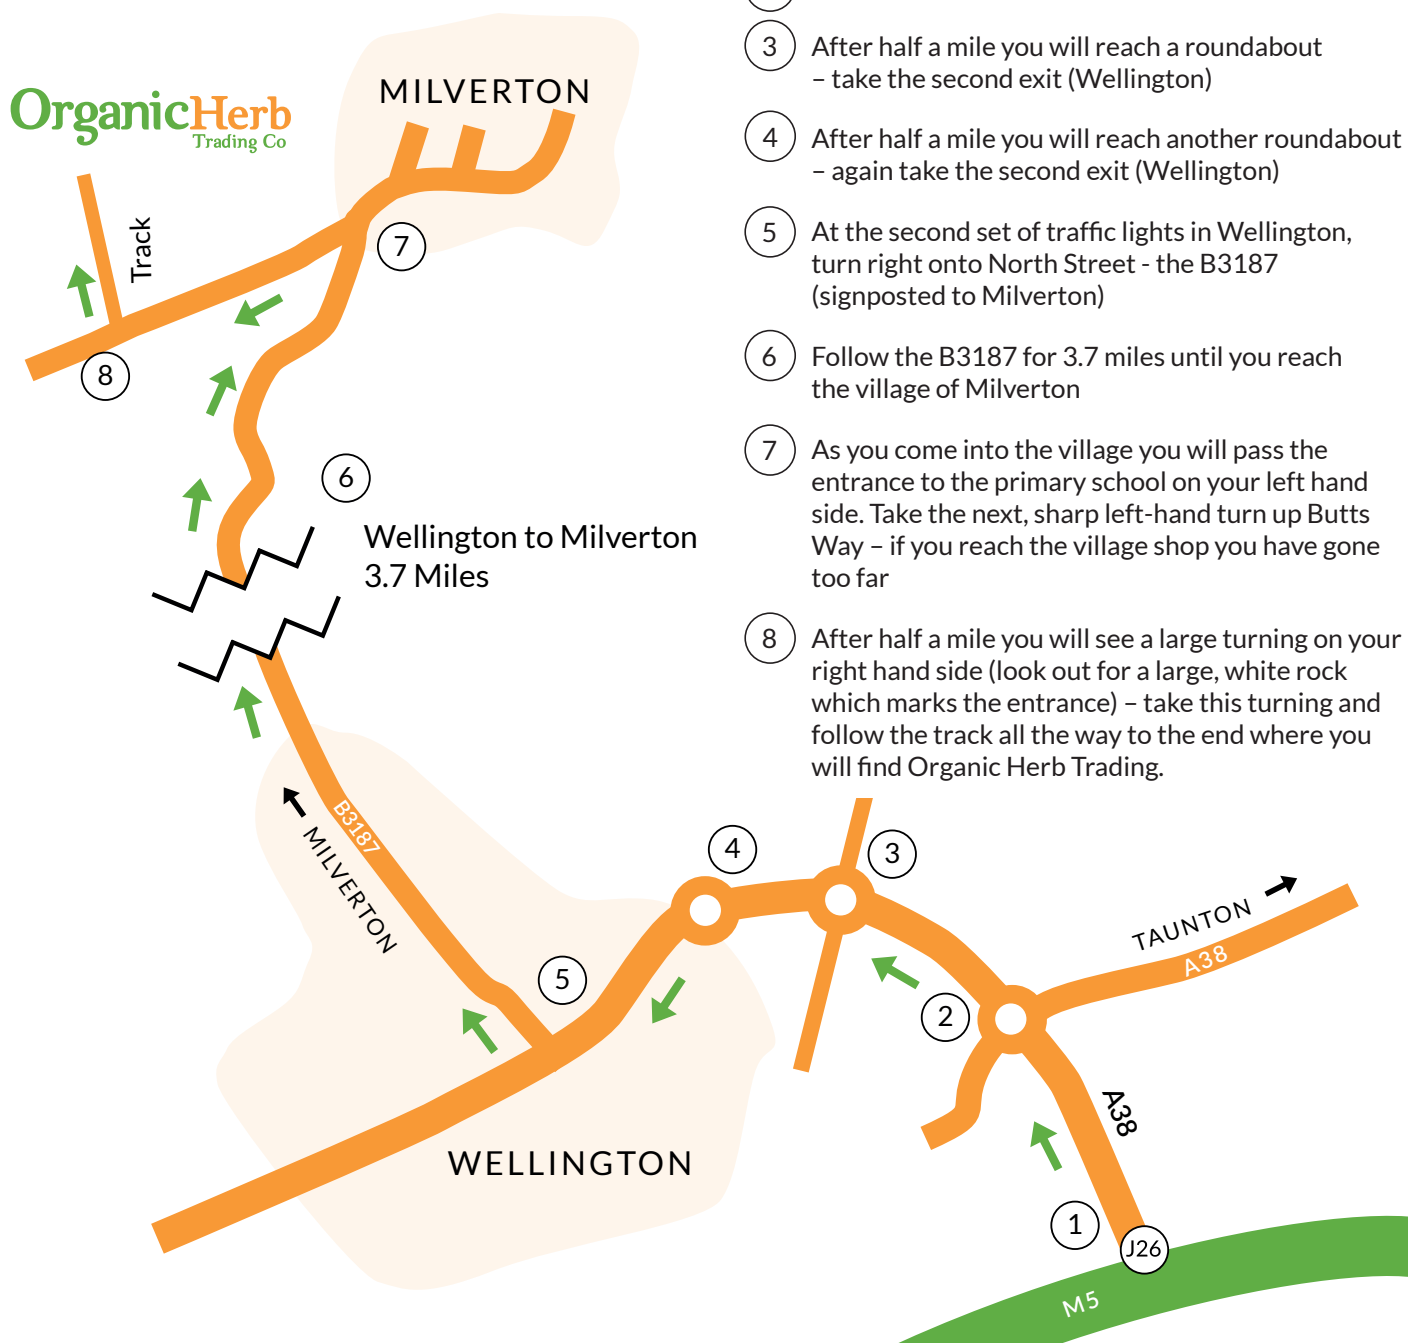 OrganicHerb
Trading Co
MILVERTON
Track
7
8
6
Wellington to Milverton
3.7 Miles
3 After half a mile you will reach a roundabout
– take the second exit (Wellington)
4 After half a mile you will reach another roundabout
– again take the second exit (Wellington)
5 At the second set of traffic lights in Wellington,
turn right onto North Street - the B3187
(signposted to Milverton)
6 Follow the B3187 for 3.7 miles until you reach
the village of Milverton
7 As you come into the village you will pass the
entrance to the primary school on your left hand
side. Take the next, sharp left-hand turn up Butts
Way – if you reach the village shop you have gone
too far
8 After half a mile you will see a large turning on your
right hand side (look out for a large, white rock
which marks the entrance) – take this turning and
follow the track all the way to the end where you
will find Organic Herb Trading.
B3187
MILVERTON
4
3
TAUNTON
A38
5
2
A38
WELLINGTON
1
J26
M5